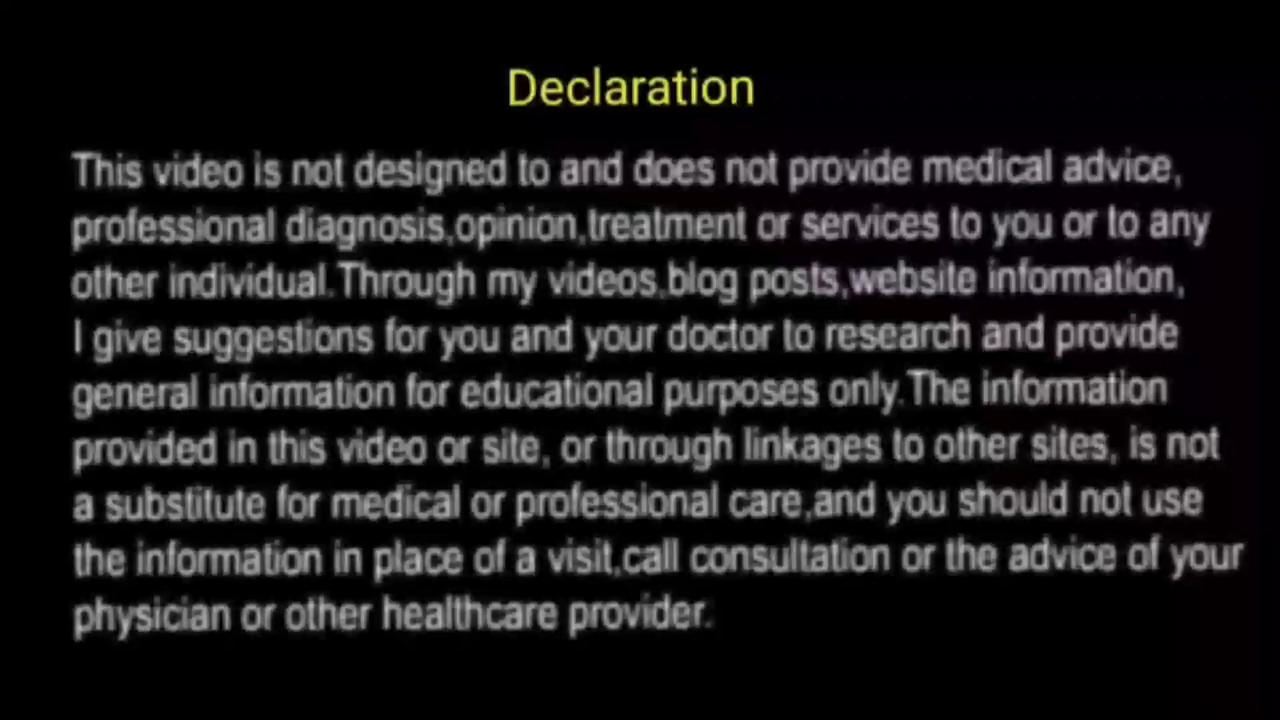 Declaration
This video is not designed to and does not provide medical advice,
professional diagnosis,opinion,treatment or services to you or to any
other individual.Through my videos,blog posts,website information,
I give suggestions for you and your doctor to research and provide
general information for educational purposes only.The information
provided in this video or site, or through linkages to other sites, is not
a substitute for medical or professional care,and you should not use
the information in place of a visit,call consultation or the advice of your
physician or other healthcare provider.